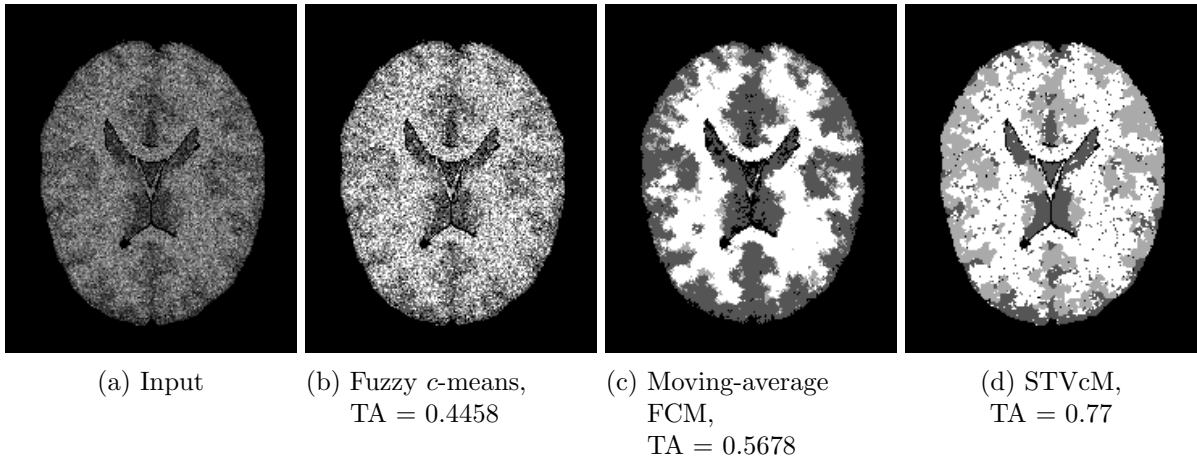 (a) Input
(b) Fuzzy c-means,
TA = 0.4458
(c) Moving-average
FCM,
TA = 0.5678
(d) STVcM,
TA = 0.77